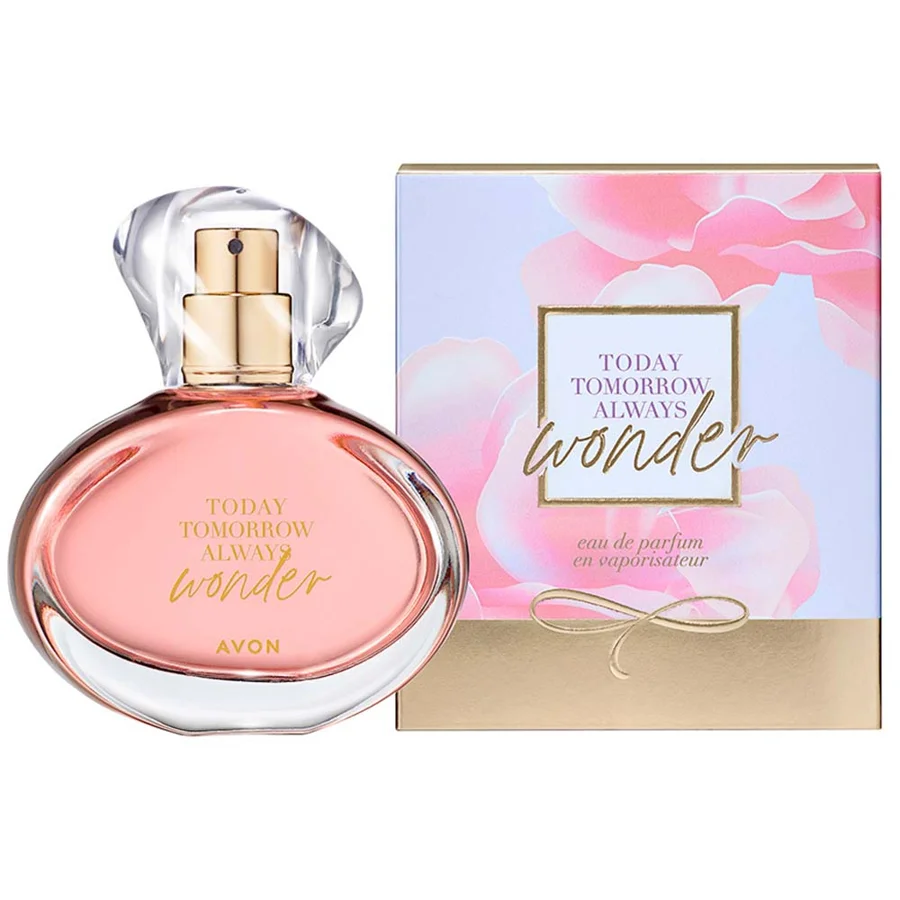 TODAY
TOMORROW
ALWAYS
wonder
AVON
TODAY
TOMORROW
ALWAYS
wonder
eau de parfum
en vaporisateur